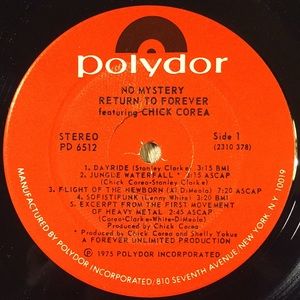 polydor
NO MYSTERY
RETURN TO FOREVER
featuring CHICK COREA
STEREO
PD 6512
Side 1
(2310 378)
1. DAYRIDE (Stanley Clarke) 3:15 BMI
2. JUNGLE WATERFALL * 3:25 ASCAP
(Chick Corea-Stanley Clarke)
3. FLIGHT OF THE NEWBORN (Al DiMeola) 7:20 ASCAP
4. SOFISTIFUNK (Lenny White) 3:20 BMI
5. EXCERPT FROM THE FIRST MOVEMENT
OF HEAVY METAL 2:45 ASCAP
(Corea-Clarke-White-DiMeola)
Produced by Chick Corea
* Produced by Chick Corea and Shelly Yakus
A FOREVER UNLIMITED PRODUCTION
℗ 1975 POLYDOR INCORPORATED
MANUFACTURED BY POLYDOR INCORPORATED/810 SEVENTH AVENUE/NEW YORK, N.Y.